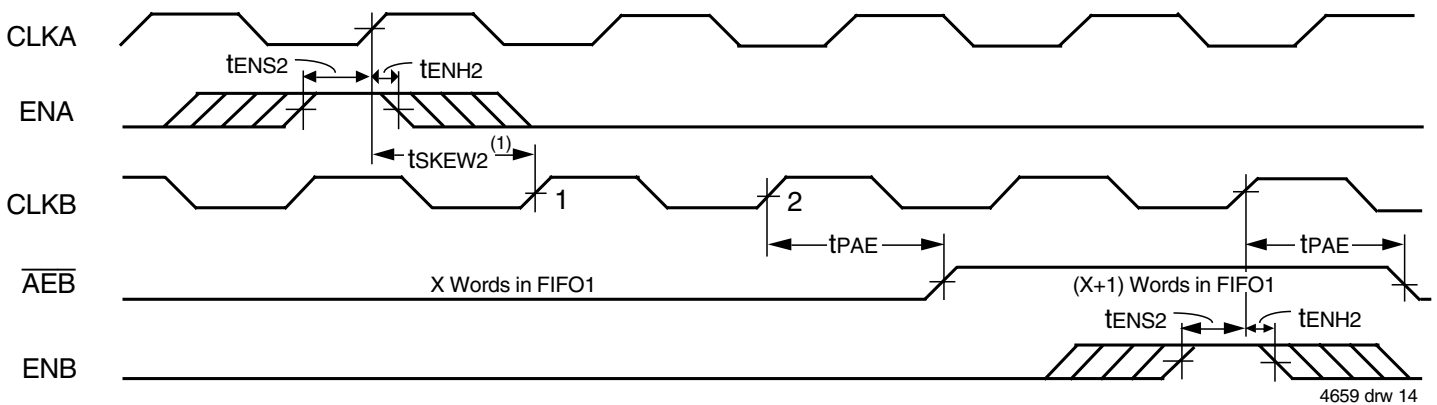 CLKA
tENS2
tENH2
ENA
tSKEW2 (1)
CLKB
1
2
tPAE
tPAE
AEB
X Words in FIFO1
(X+1) Words in FIFO1
tENS2
tENH2
ENB
4659 drw 14